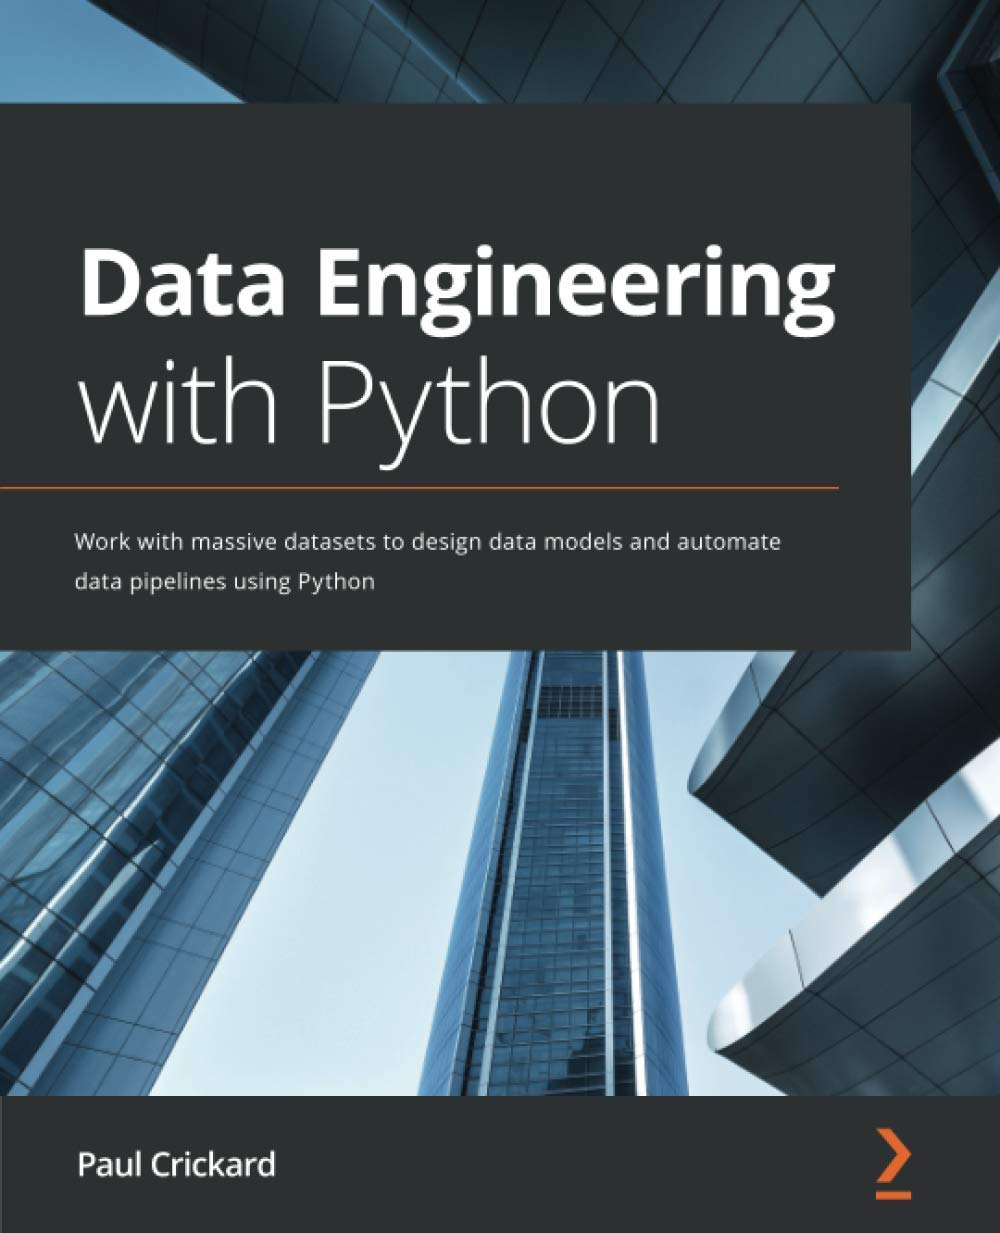 Data Engineering
with Python
Work with massive datasets to design data models and automate
data pipelines using Python
Paul Crickard